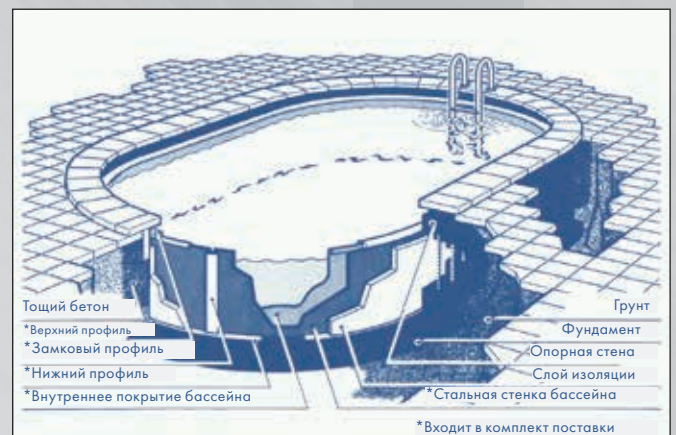 Тощий бетон
*Верхний профиль
*Замковый профиль
*Нижний профиль
*Внутреннее покрытие бассейна
Грунт
Фундамент
Опорная стена
Слой изоляции
*Стальная стенка бассейна
*Входит в комплект поставки